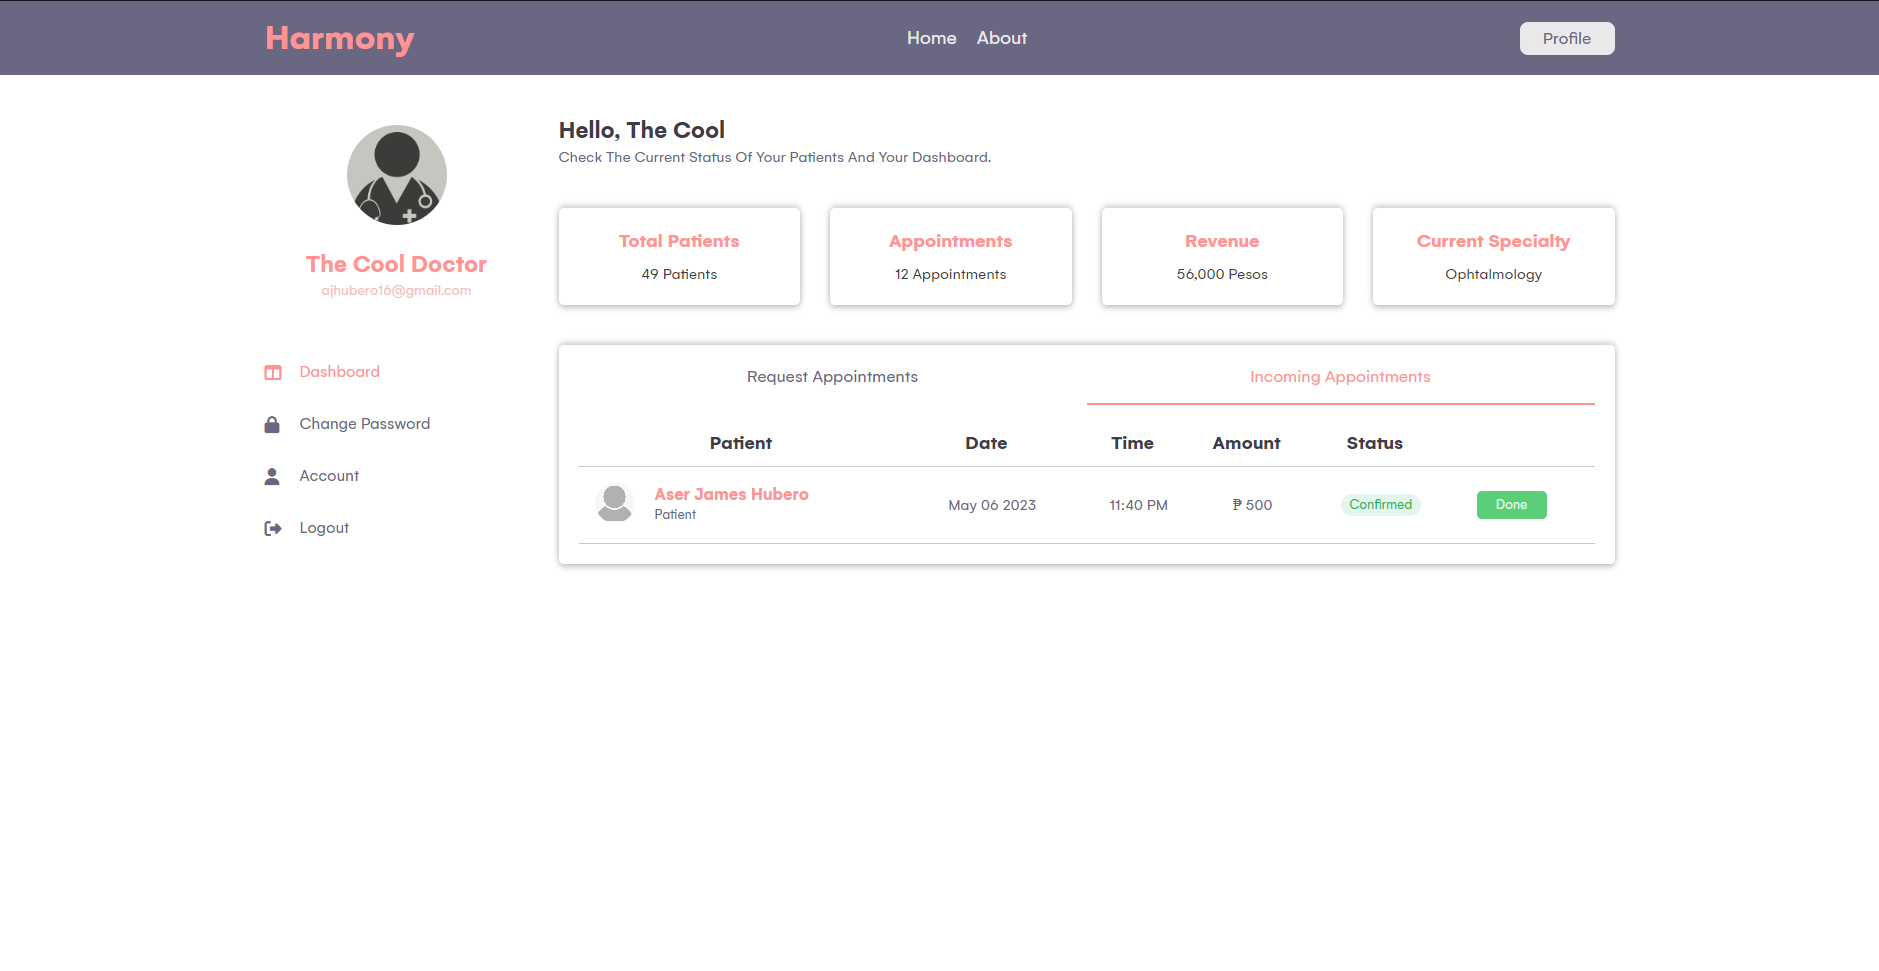 Harmony
Home About
Profile
The Cool Doctor
ajhubero16@gmail.com
Dashboard
Change Password
Account
Logout
Hello, The Cool
Check The Current Status Of Your Patients And Your Dashboard.
Total Patients
49 Patients
Appointments
12 Appointments
Revenue
56,000 Pesos
Current Specialty
Ophtalmology
Request Appointments
Incoming Appointments
Patient Date Time Amount Status
Aser James Hubero
Patient
May 06 2023 11:40 PM ₱ 500 Confirmed Done